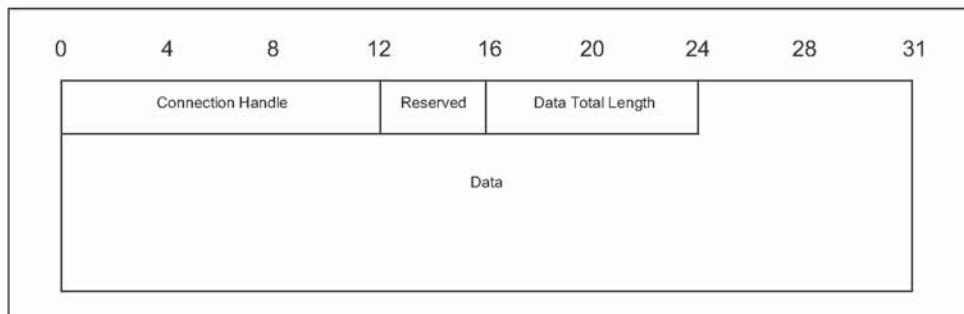 0 4 8 12 16 20 24 28 31
Connection Handle Reserved Data Total Length
Data